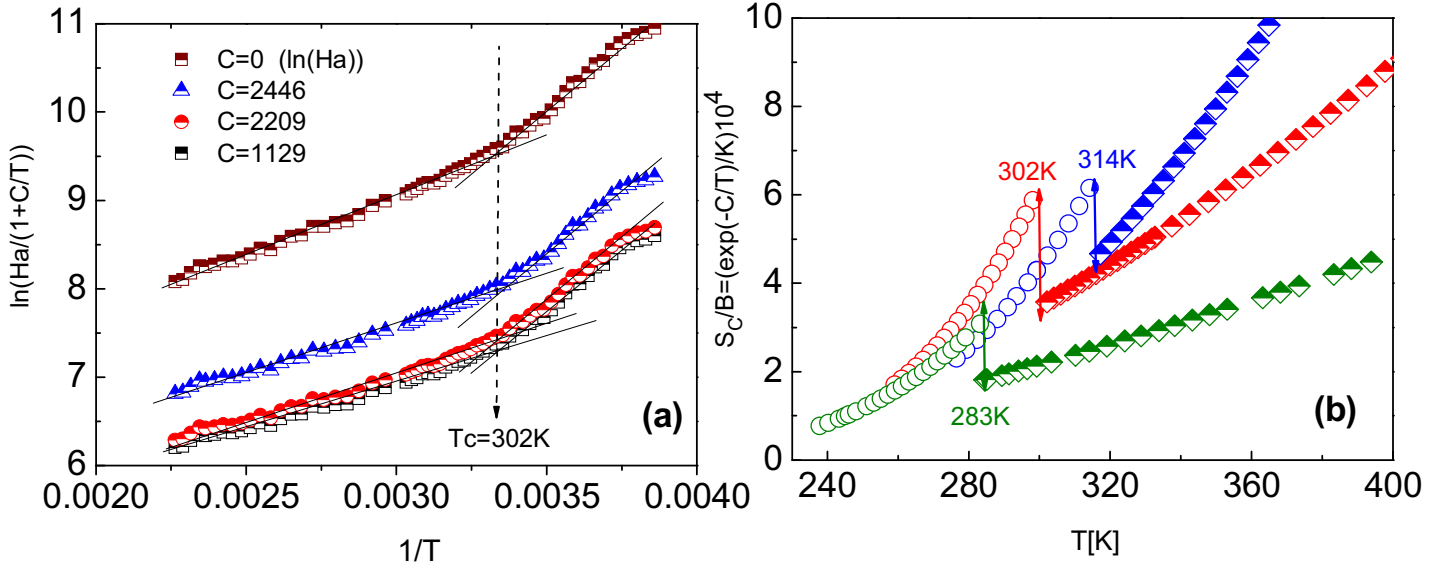 ln(Ha/(1+C/T))
11
10
9
8
7
6
C=0 (ln(Ha))
C=2446
C=2209
C=1129
Tc=302K
(a)
0.0020 0.0025 0.0030 0.0035 0.0040
1/T
S_C/B=(exp(-C/T)/K)10^4
10
8
6
4
2
0
302K
314K
283K
(b)
240 280 320 360 400
T[K]